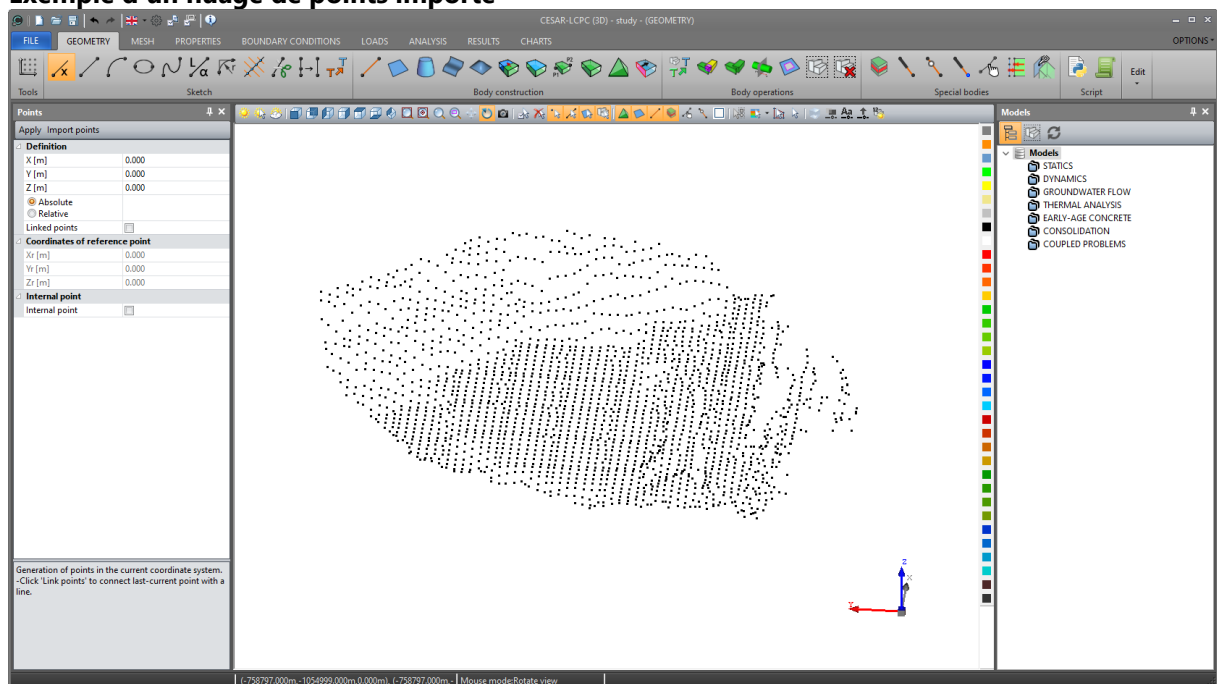 Exemple d'un nuage de points importé
CESAR-LCPC (3D) - study - (GEOMETRY)
FILE GEOMETRY MESH PROPERTIES BOUNDARY CONDITIONS LOADS ANALYSIS RESULTS CHARTS OPTIONS
Edit
Tools Sketch Body construction Body operations Special bodies Script
Points
Apply Import points
Definition
X [m] 0.000
Y [m] 0.000
Z [m] 0.000
Absolute
Relative
Linked points
Coordinates of reference point
Xr [m] 0.000
Yr [m] 0.000
Zr [m] 0.000
Internal point
Internal point
Generation of points in the current coordinate system.
-Click 'Link points' to connect last-current point with a
line.
Models
Models
STATICS
DYNAMICS
GROUNDWATER FLOW
THERMAL ANALYSIS
EARLY-AGE CONCRETE
CONSOLIDATION
COUPLED PROBLEMS
Z
X
Y
(-758797.000m,-1054999.000m,0.000m), (-758797.000m,- Mouse mode:Rotate view